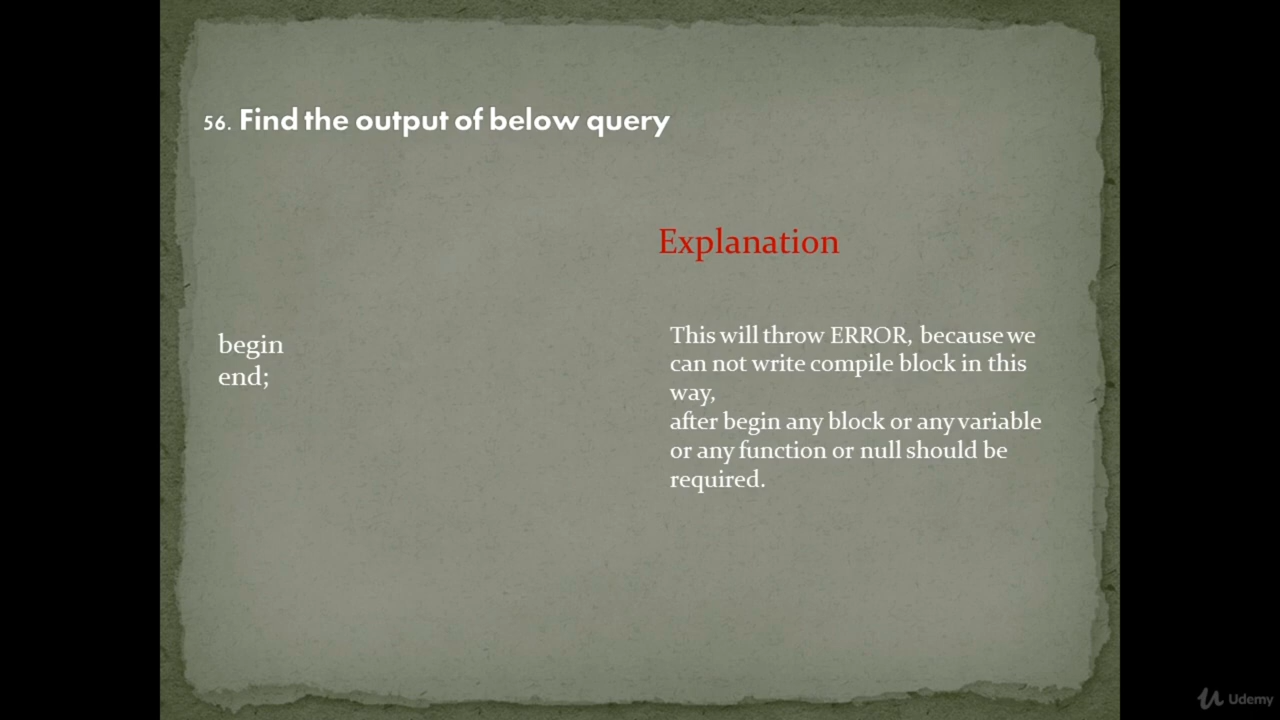 56. Find the output of below query
Explanation
begin
end;
This will throw ERROR, because we
can not write compile block in this
way,
after begin any block or any variable
or any function or null should be
required.
Udemy